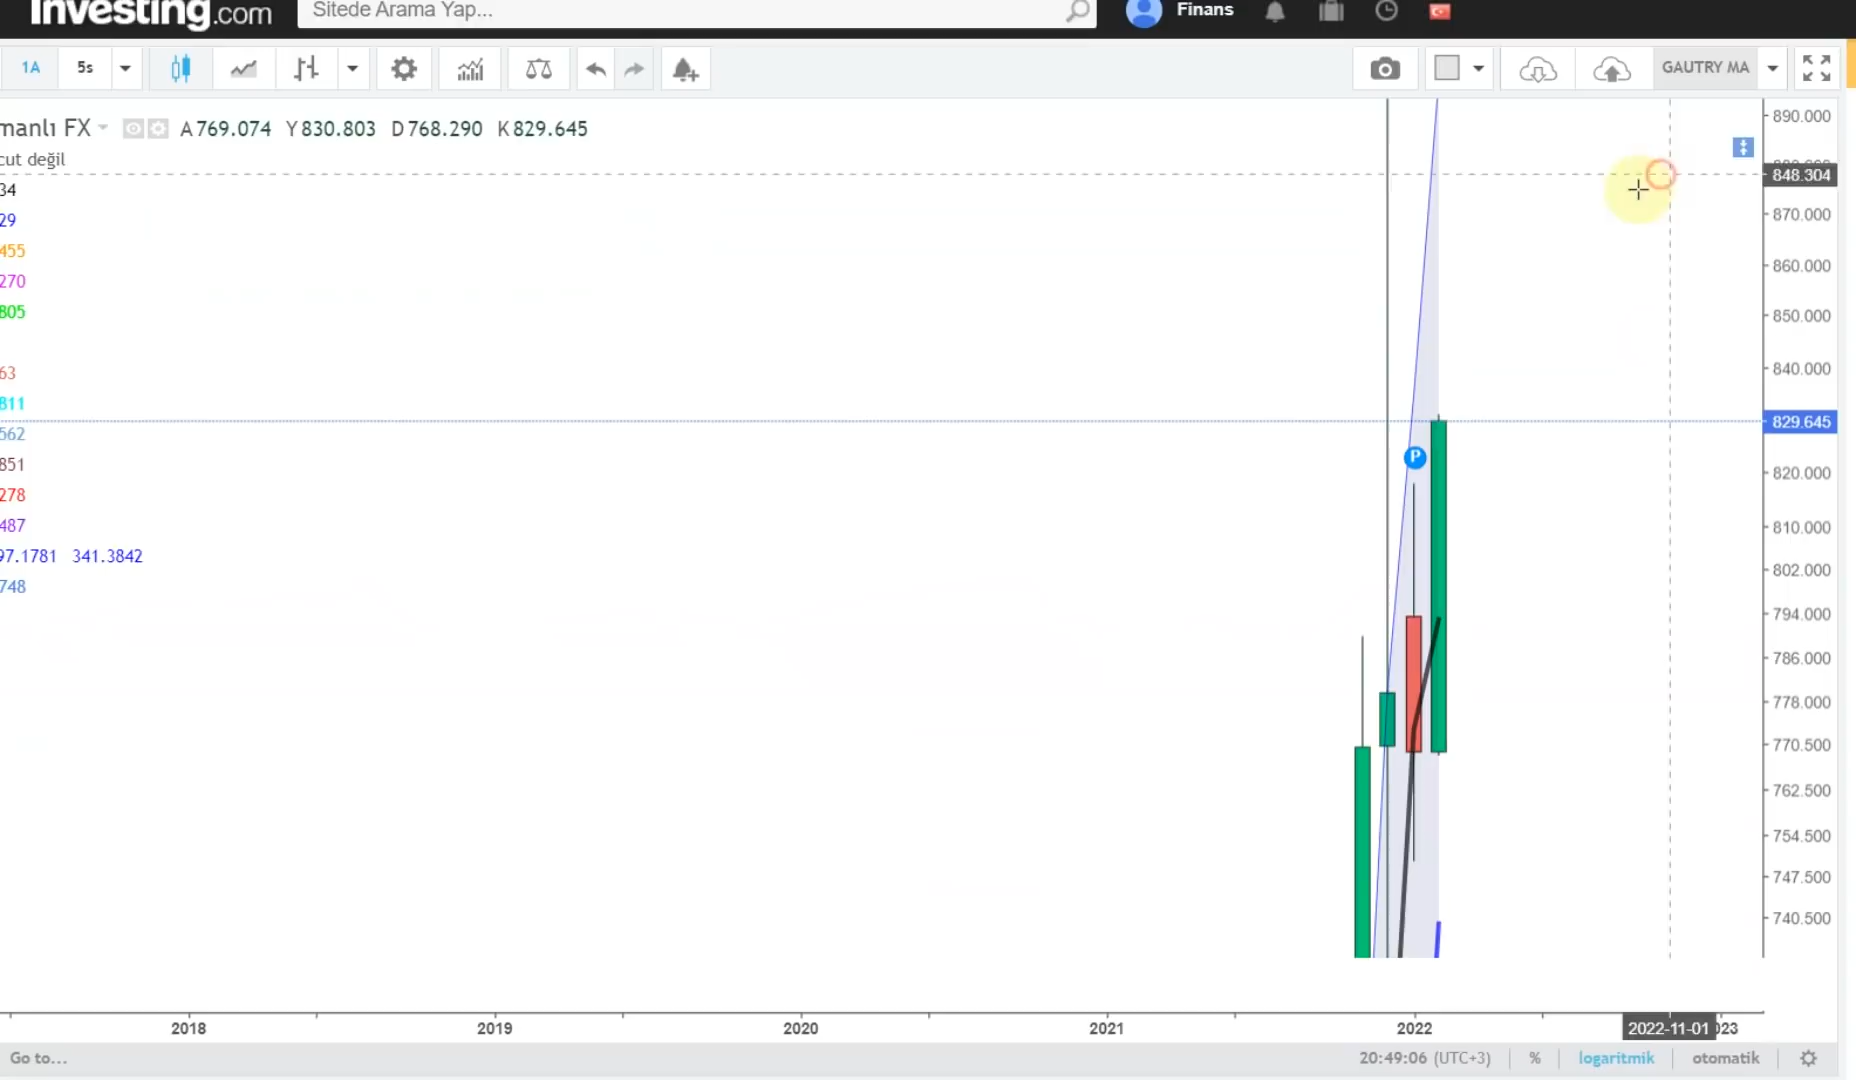 Investing.com
Sitede Arama Yap...
Finans
1A
5s
GAUTRY MA
manlı FX
A769.074 Y830.803 D768.290 K829.645
cut değil
34
29
455
270
805
63
811
562
851
278
487
97.1781 341.3842
748
P
890.000
848.304
870.000
860.000
850.000
840.000
829.645
820.000
810.000
802.000
794.000
786.000
778.000
770.500
762.500
754.500
747.500
740.500
2018 2019 2020 2021 2022 2022-11-01 023
Go to... 20:49:06 (UTC+3) % logaritmik otomatik